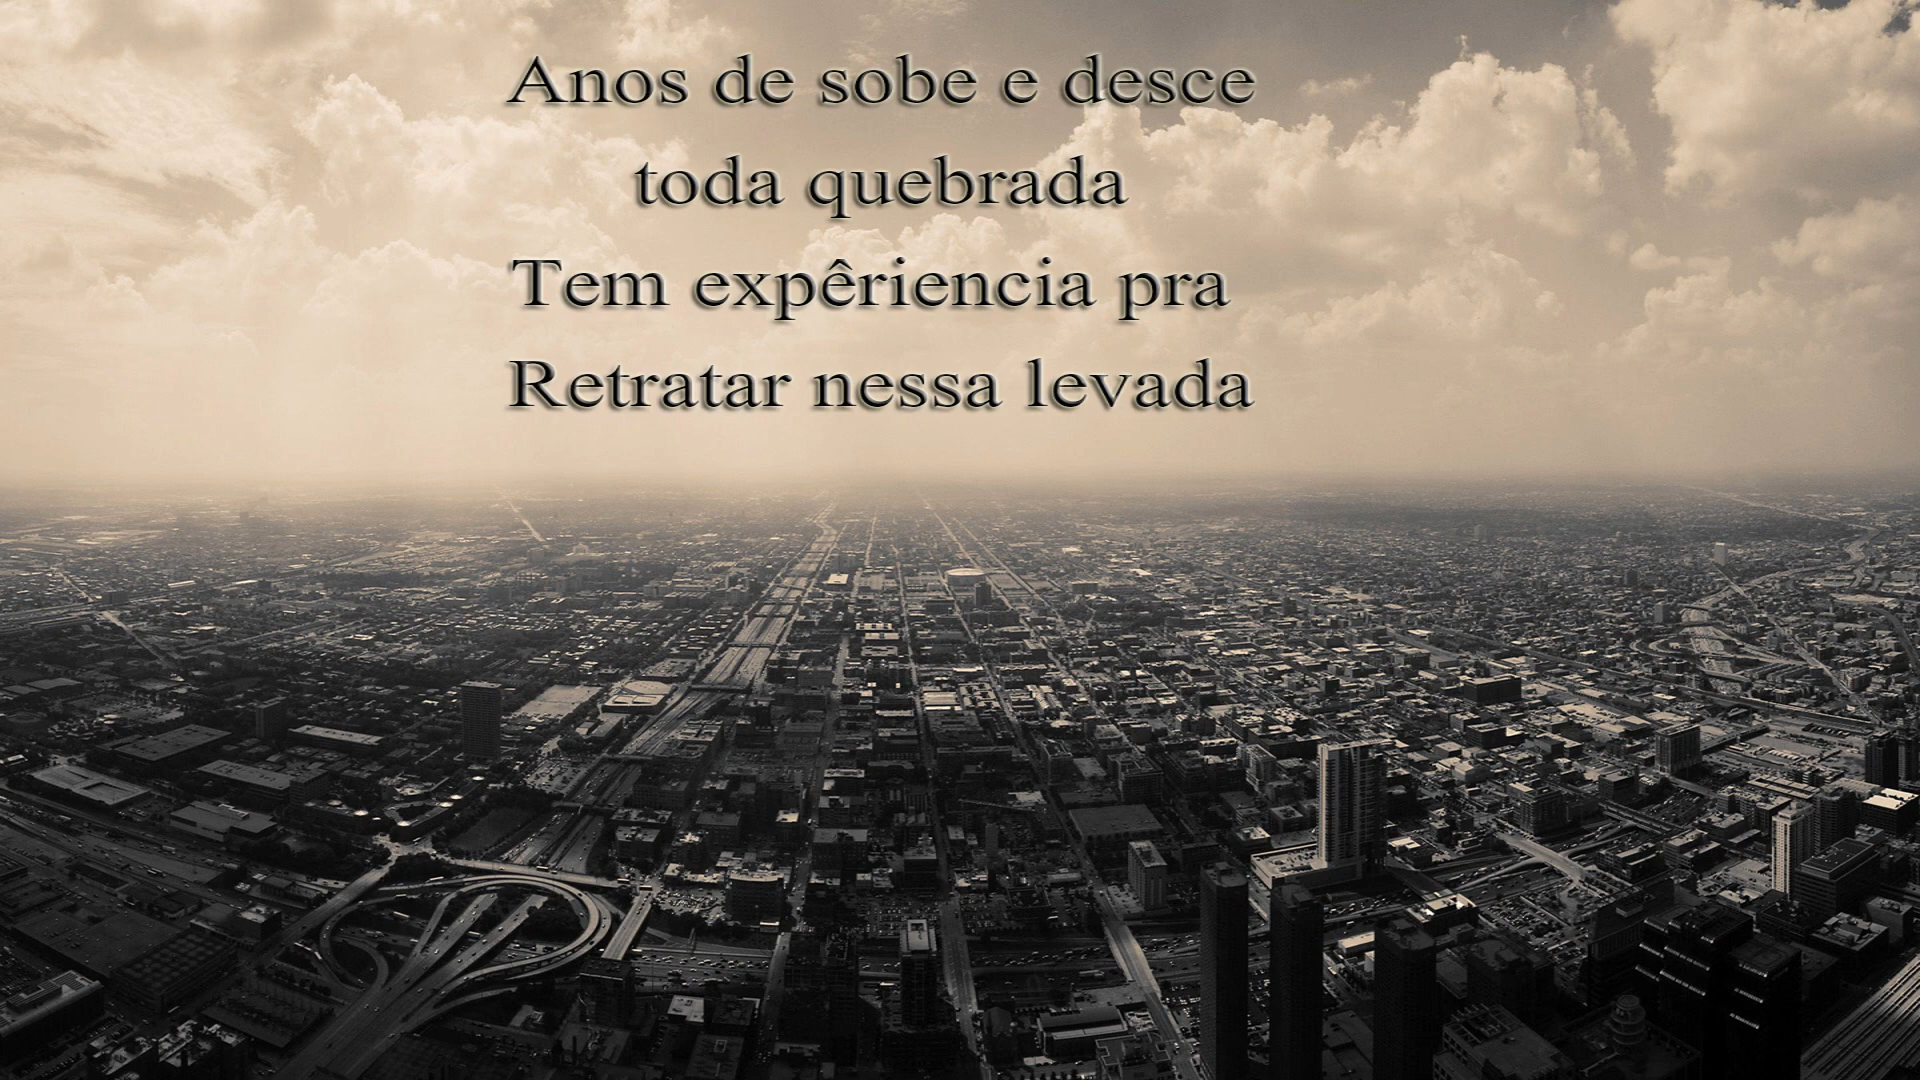 Anos de sobe e desce
toda quebrada
Tem expêriencia pra
Retratar nessa levada